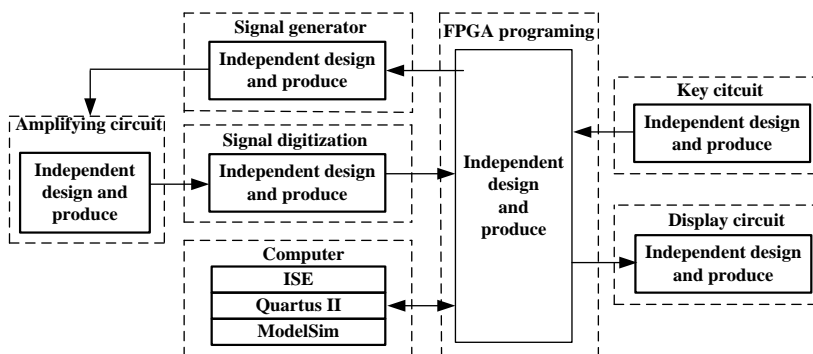 Signal generator
Independent design
and produce
FPGA programing
Independent
design
and
produce
Key citcuit
Independent design
and produce
Amplifying circuit
Independent
design and
produce
Signal digitization
Independent design
and produce
Display circuit
Independent design
and produce
Computer
ISE
Quartus II
ModelSim